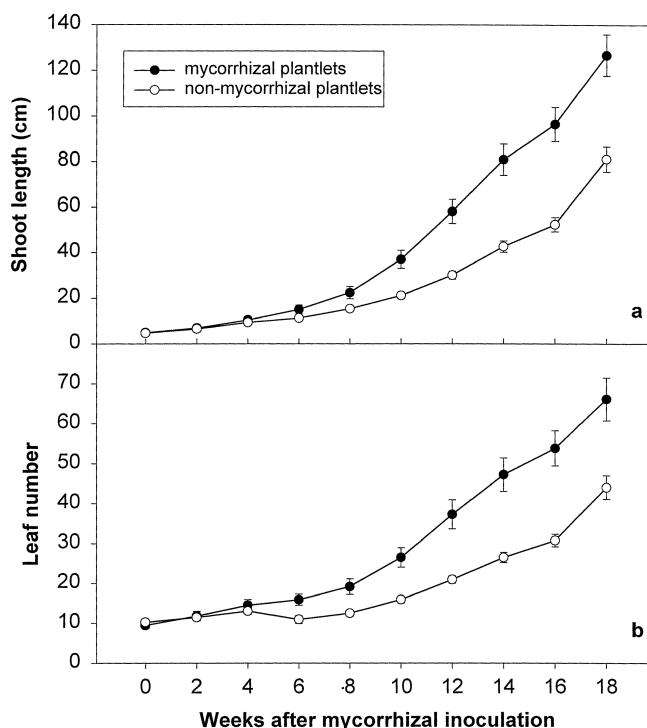 140
mycorrhizal plantlets
non-mycorrhizal plantlets
120
100
80
60
40
20
0
Shoot length (cm)
a
70
60
50
40
30
20
10
0
Leaf number
b
0 2 4 6 8 10 12 14 16 18
Weeks after mycorrhizal inoculation